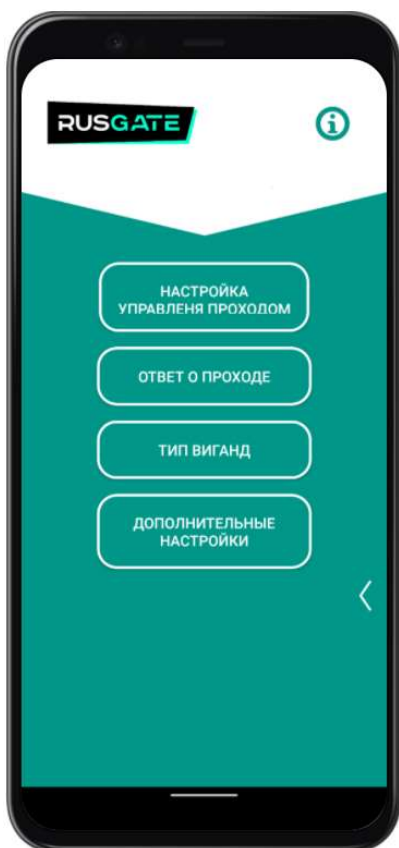 RUSGATE
НАСТРОЙКА
УПРАВЛЕНЯ ПРОХОДОМ
ОТВЕТ О ПРОХОДЕ
ТИП ВИГАНД
ДОПОЛНИТЕЛЬНЫЕ
НАСТРОЙКИ